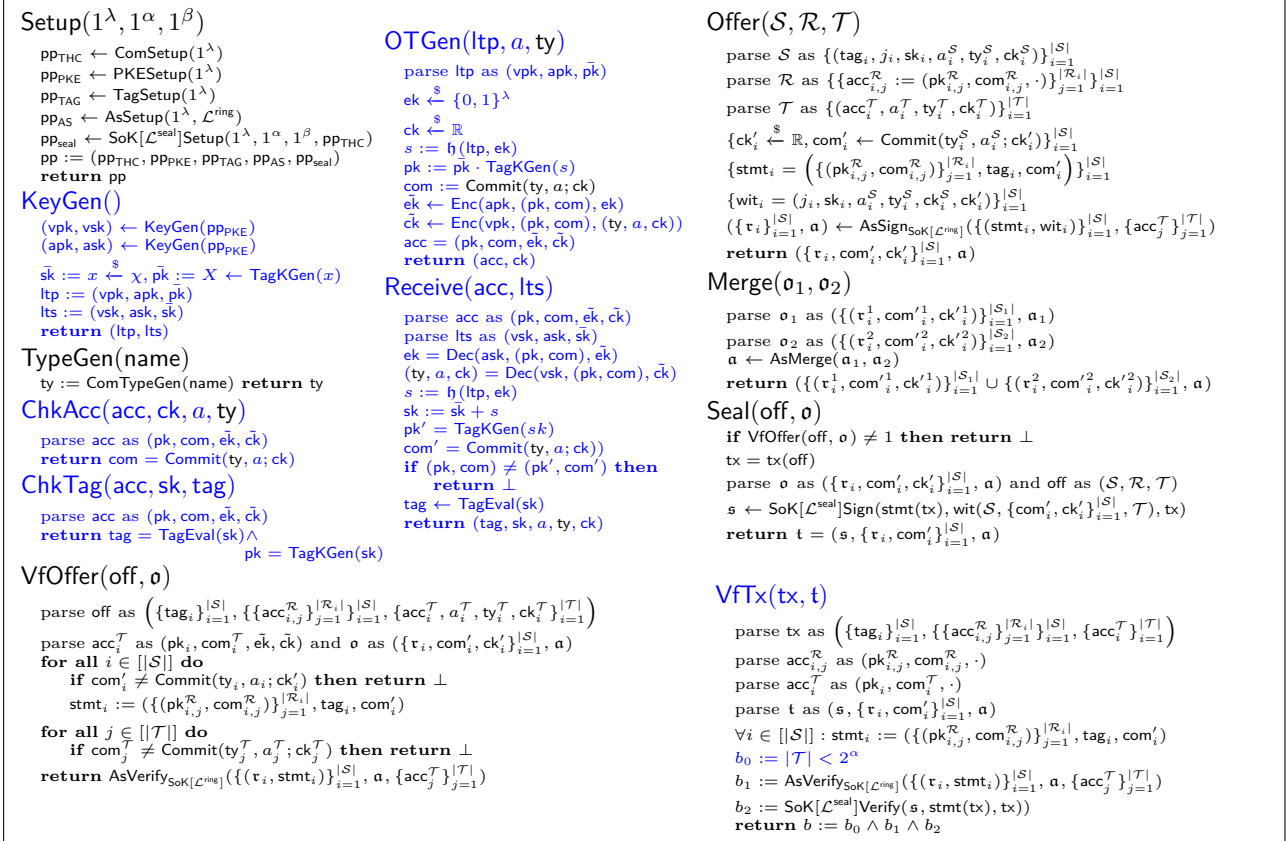 Setup(1^λ, 1^α, 1^β)
pp_THC ← ComSetup(1^λ)
pp_PKE ← PKESetup(1^λ)
pp_TAG ← TagSetup(1^λ)
pp_AS ← AsSetup(1^λ, ℒ^ring)
pp_seal ← SoK[ℒ^seal]Setup(1^λ, 1^α, 1^β, pp_THC)
pp := (pp_THC, pp_PKE, pp_TAG, pp_AS, pp_seal)
return pp
KeyGen()
(vpk, vsk) ← KeyGen(pp_PKE)
(apk, ask) ← KeyGen(pp_PKE)
s̄k := x ←$ χ, p̄k := X ← TagKGen(x)
ltp := (vpk, apk, p̄k)
lts := (vsk, ask, s̄k)
return (ltp, lts)
TypeGen(name)
ty := ComTypeGen(name) return ty
ChkAcc(acc, ck, a, ty)
parse acc as (pk, com, ẽk, c̃k)
return com = Commit(ty, a; ck)
ChkTag(acc, sk, tag)
parse acc as (pk, com, ẽk, c̃k)
return tag = TagEval(sk)∧
pk = TagKGen(sk)
OTGen(ltp, a, ty)
parse ltp as (vpk, apk, p̄k)
ek ←$ {0, 1}^λ
ck ←$ ℝ
s := 𝔥(ltp, ek)
pk := p̄k · TagKGen(s)
com := Commit(ty, a; ck)
ẽk ← Enc(apk, (pk, com), ek)
c̃k ← Enc(vpk, (pk, com), (ty, a, ck))
acc = (pk, com, ẽk, c̃k)
return (acc, ck)
Receive(acc, lts)
parse acc as (pk, com, ẽk, c̃k)
parse lts as (vsk, ask, s̄k)
ek = Dec(ask, (pk, com), ẽk)
(ty, a, ck) = Dec(vsk, (pk, com), c̃k)
s := 𝔥(ltp, ek)
sk := s̄k + s
pk′ = TagKGen(sk)
com′ = Commit(ty, a; ck))
if (pk, com) ≠ (pk′, com′) then
return ⊥
tag ← TagEval(sk)
return (tag, sk, a, ty, ck)
VfOffer(off, 𝔬)
parse off as ({tag_i}_{i=1}^{|𝒮|}, {{acc_{i,j}^ℛ}_{j=1}^{|ℛ_i|}}_{i=1}^{|𝒮|}, {acc_i^𝒯, a_i^𝒯, ty_i^𝒯, ck_i^𝒯}_{i=1}^{|𝒯|})
parse acc_i^𝒯 as (pk_i, com_i^𝒯, ẽk, c̃k) and 𝔬 as ({𝔯_i, com′_i, ck′_i}_{i=1}^{|𝒮|}, 𝔞)
for all i ∈ [|𝒮|] do
if com′_i ≠ Commit(ty_i, a_i; ck′_i) then return ⊥
stmt_i := ({(pk_{i,j}^ℛ, com_{i,j}^ℛ)}_{j=1}^{|ℛ_i|}, tag_i, com′_i)
for all j ∈ [|𝒯|] do
if com_j^𝒯 ≠ Commit(ty_j^𝒯, a_j^𝒯; ck_j^𝒯) then return ⊥
return AsVerify_{SoK[ℒ^ring]}({(𝔯_i, stmt_i)}_{i=1}^{|𝒮|}, 𝔞, {acc_j^𝒯}_{j=1}^{|𝒯|})
Offer(𝒮, ℛ, 𝒯)
parse 𝒮 as {(tag_i, j_i, sk_i, a_i^𝒮, ty_i^𝒮, ck_i^𝒮)}_{i=1}^{|𝒮|}
parse ℛ as {{acc_{i,j}^ℛ := (pk_{i,j}^ℛ, com_{i,j}^ℛ, ·)}_{j=1}^{|ℛ_i|}}_{i=1}^{|𝒮|}
parse 𝒯 as {(acc_i^𝒯, a_i^𝒯, ty_i^𝒯, ck_i^𝒯)}_{i=1}^{|𝒯|}
{ck′_i ←$ ℝ, com′_i ← Commit(ty_i^𝒮, a_i^𝒮; ck′_i)}_{i=1}^{|𝒮|}
{stmt_i = ({(pk_{i,j}^ℛ, com_{i,j}^ℛ)}_{j=1}^{|ℛ_i|}, tag_i, com′_i)}_{i=1}^{|𝒮|}
{wit_i = (j_i, sk_i, a_i^𝒮, ty_i^𝒮, ck_i^𝒮, ck′_i)}_{i=1}^{|𝒮|}
({𝔯_i}_{i=1}^{|𝒮|}, 𝔞) ← AsSign_{SoK[ℒ^ring]}({(stmt_i, wit_i)}_{i=1}^{|𝒮|}, {acc_j^𝒯}_{j=1}^{|𝒯|})
return ({𝔯_i, com′_i, ck′_i}_{i=1}^{|𝒮|}, 𝔞)
Merge(𝔬_1, 𝔬_2)
parse 𝔬_1 as ({(𝔯_i^1, com′_i^1, ck′_i^1)}_{i=1}^{|𝒮_1|}, 𝔞_1)
parse 𝔬_2 as ({(𝔯_i^2, com′_i^2, ck′_i^2)}_{i=1}^{|𝒮_2|}, 𝔞_2)
𝔞 ← AsMerge(𝔞_1, 𝔞_2)
return ({(𝔯_i^1, com′_i^1, ck′_i^1)}_{i=1}^{|𝒮_1|} ∪ {(𝔯_i^2, com′_i^2, ck′_i^2)}_{i=1}^{|𝒮_2|}, 𝔞)
Seal(off, 𝔬)
if VfOffer(off, 𝔬) ≠ 1 then return ⊥
tx = tx(off)
parse 𝔬 as ({𝔯_i, com′_i, ck′_i}_{i=1}^{|𝒮|}, 𝔞) and off as (𝒮, ℛ, 𝒯)
𝔰 ← SoK[ℒ^seal]Sign(stmt(tx), wit(𝒮, {com′_i, ck′_i}_{i=1}^{|𝒮|}, 𝒯), tx)
return 𝔱 = (𝔰, {𝔯_i, com′_i}_{i=1}^{|𝒮|}, 𝔞)
VfTx(tx, 𝔱)
parse tx as ({tag_i}_{i=1}^{|𝒮|}, {{acc_{i,j}^ℛ}_{j=1}^{|ℛ_i|}}_{i=1}^{|𝒮|}, {acc_i^𝒯}_{i=1}^{|𝒯|})
parse acc_{i,j}^ℛ as (pk_{i,j}^ℛ, com_{i,j}^ℛ, ·)
parse acc_i^𝒯 as (pk_i, com_i^𝒯, ·)
parse 𝔱 as (𝔰, {𝔯_i, com′_i}_{i=1}^{|𝒮|}, 𝔞)
∀i ∈ [|𝒮|] : stmt_i := ({(pk_{i,j}^ℛ, com_{i,j}^ℛ)}_{j=1}^{|ℛ_i|}, tag_i, com′_i)
b_0 := |𝒯| < 2^α
b_1 := AsVerify_{SoK[ℒ^ring]}({(𝔯_i, stmt_i)}_{i=1}^{|𝒮|}, 𝔞, {acc_j^𝒯}_{j=1}^{|𝒯|})
b_2 := SoK[ℒ^seal]Verify(𝔰, stmt(tx), tx))
return b := b_0 ∧ b_1 ∧ b_2